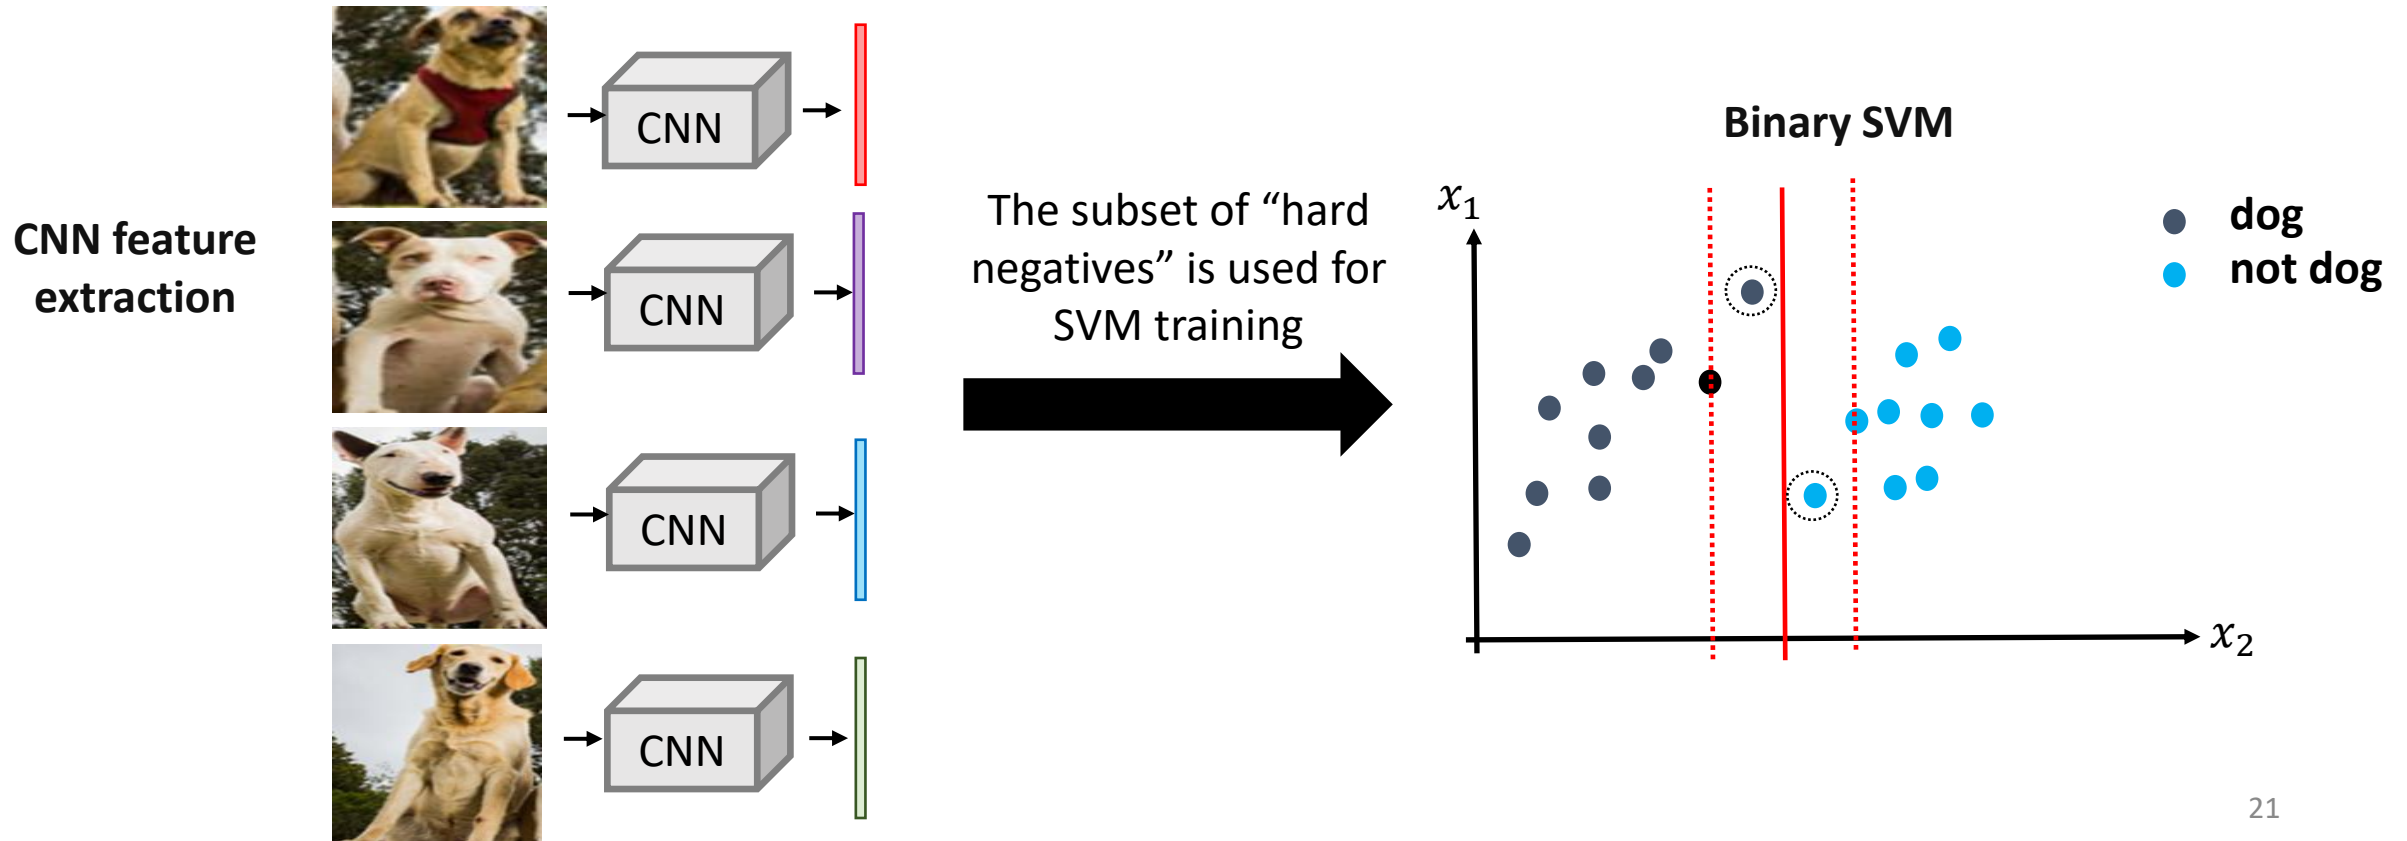 CNN feature
extraction
CNN
CNN
CNN
CNN
The subset of “hard
negatives” is used for
SVM training
Binary SVM
x₁
x₂
dog
not dog
21